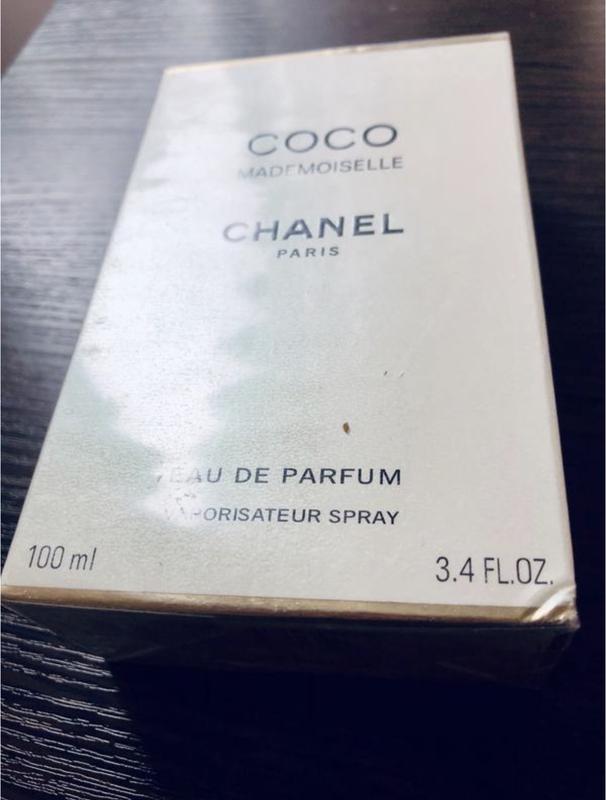 COCO
MADEMOISELLE
CHANEL
PARIS
EAU DE PARFUM
VAPORISATEUR SPRAY
100 ml
3.4 FL.OZ.